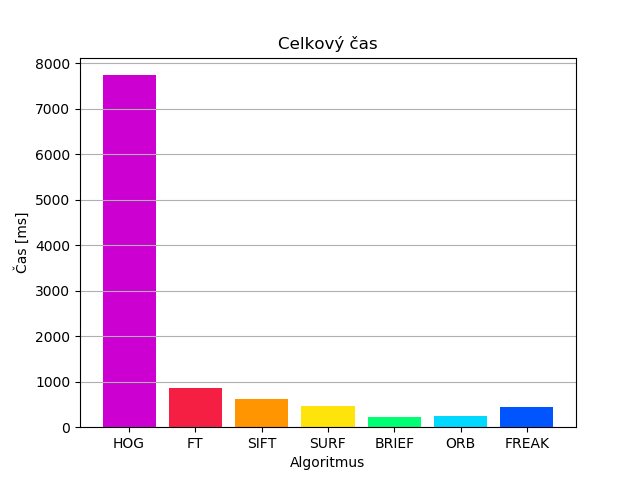 Celkový čas
8000
7000
6000
5000
4000
3000
2000
1000
0
Čas [ms]
HOG FT SIFT SURF BRIEF ORB FREAK
Algoritmus